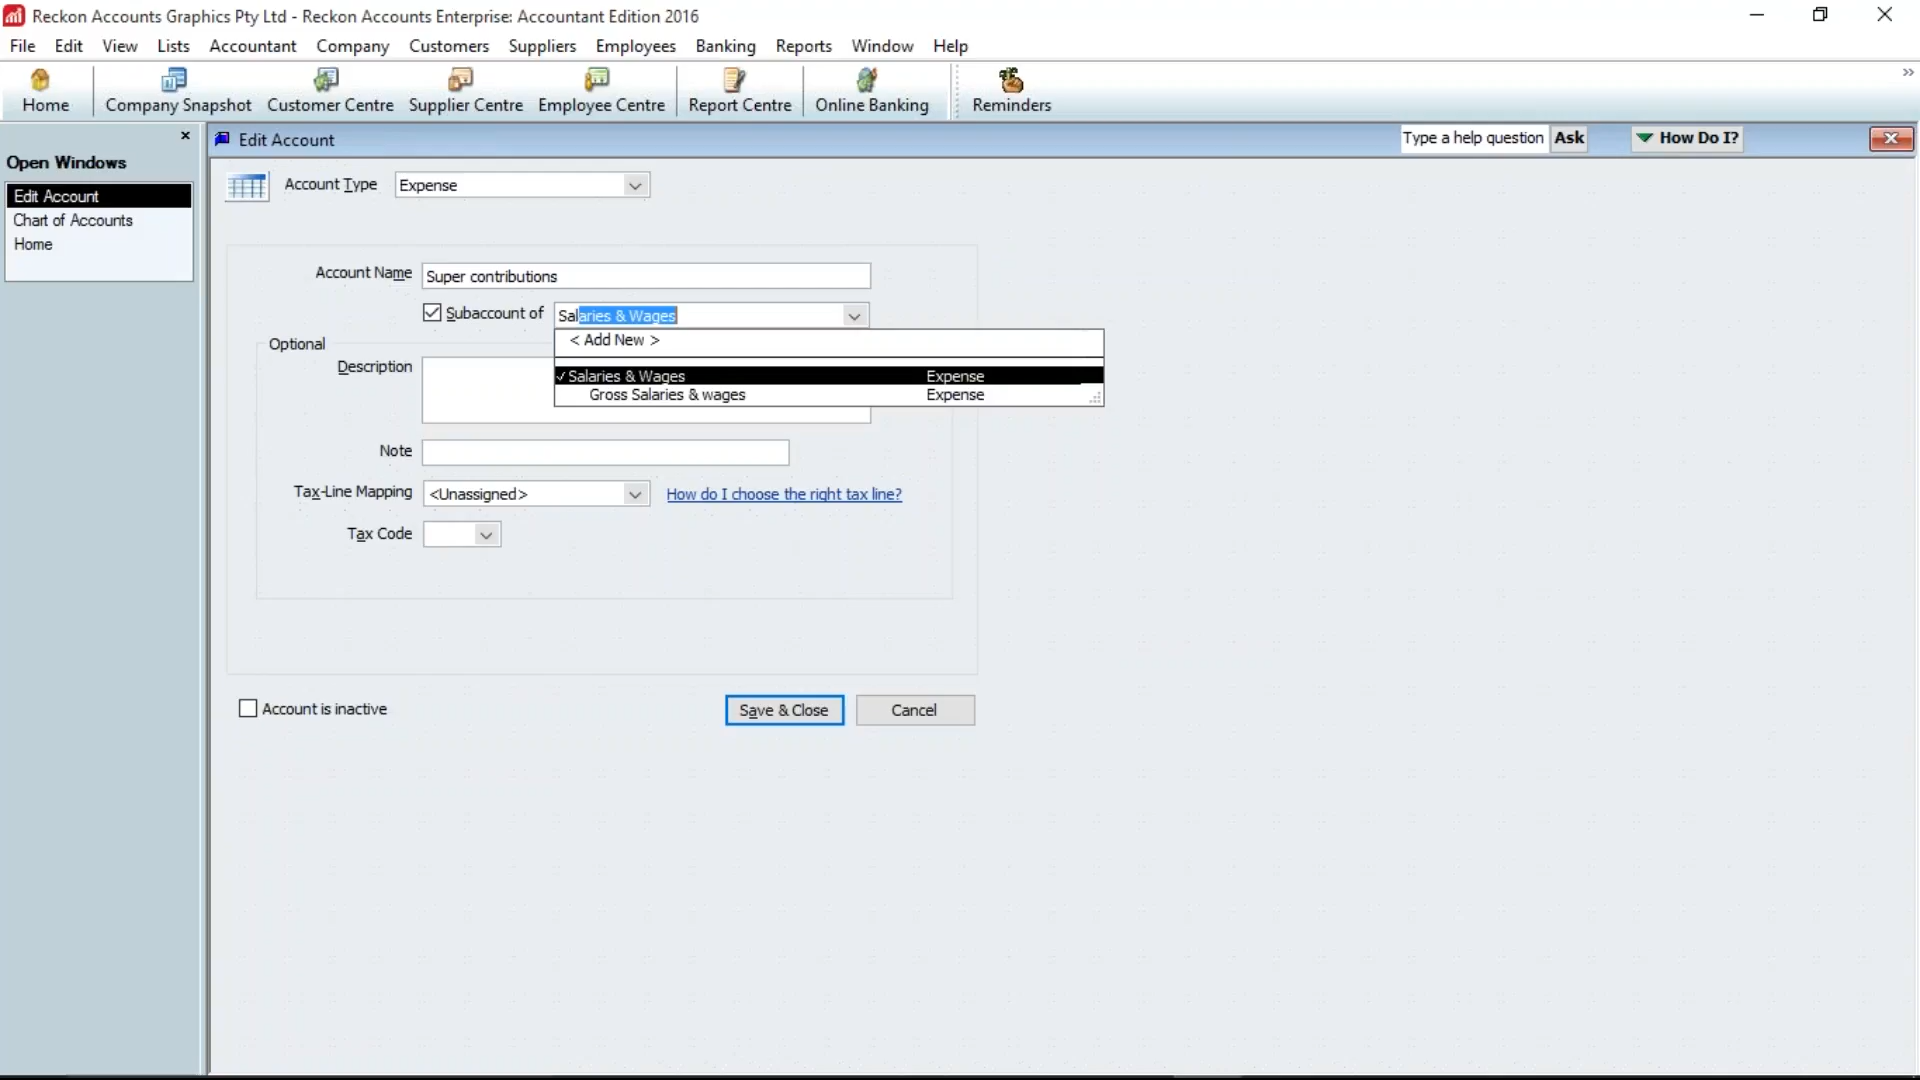 Reckon Accounts Graphics Pty Ltd - Reckon Accounts Enterprise: Accountant Edition 2016
File Edit View Lists Accountant Company Customers Suppliers Employees Banking Reports Window Help
Home Company Snapshot Customer Centre Supplier Centre Employee Centre Report Centre Online Banking Reminders
Open Windows
Edit Account
Chart of Accounts
Home
Edit Account Type a help question Ask How Do I?
Account Type Expense
Account Name Super contributions
Subaccount of Salaries & Wages
< Add New >
Salaries & Wages Expense
Gross Salaries & wages Expense
Optional
Description
Note
Tax-Line Mapping <Unassigned> How do I choose the right tax line?
Tax Code
Account is inactive Save & Close Cancel